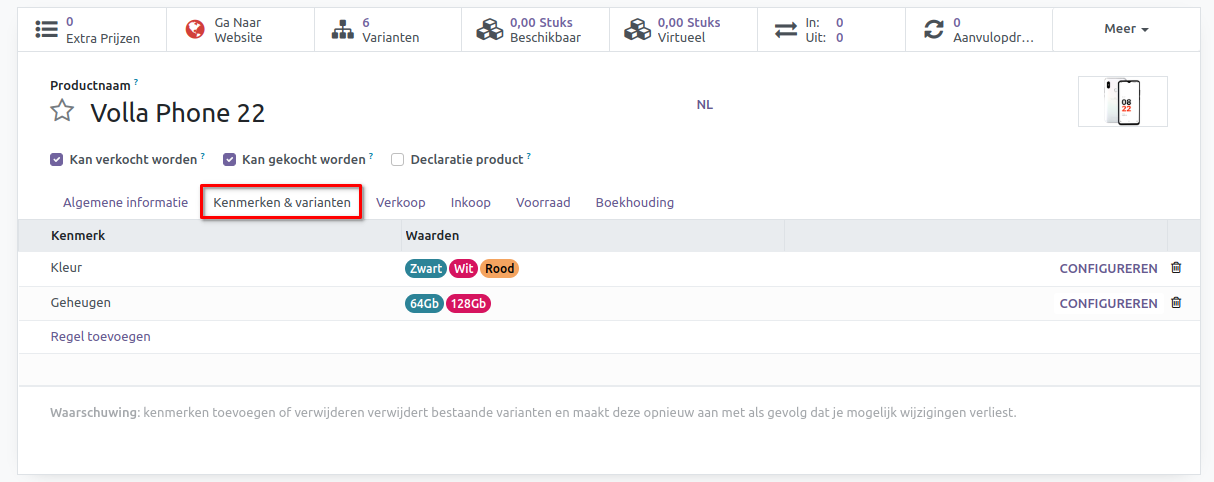 0 Extra Prijzen
Ga Naar Website
6 Varianten
0,00 Stuks Beschikbaar
0,00 Stuks Virtueel
In: 0
Uit: 0
0 Aanvulopdr...
Meer
Productnaam ?
Volla Phone 22
NL
08
22
Kan verkocht worden ? Kan gekocht worden ? Declaratie product ?
Algemene informatie Kenmerken & varianten Verkoop Inkoop Voorraad Boekhouding
Kenmerk Waarden
Kleur Zwart Wit Rood CONFIGUREREN
Geheugen 64Gb 128Gb CONFIGUREREN
Regel toevoegen
Waarschuwing: kenmerken toevoegen of verwijderen verwijdert bestaande varianten en maakt deze opnieuw aan met als gevolg dat je mogelijk wijzigingen verliest.